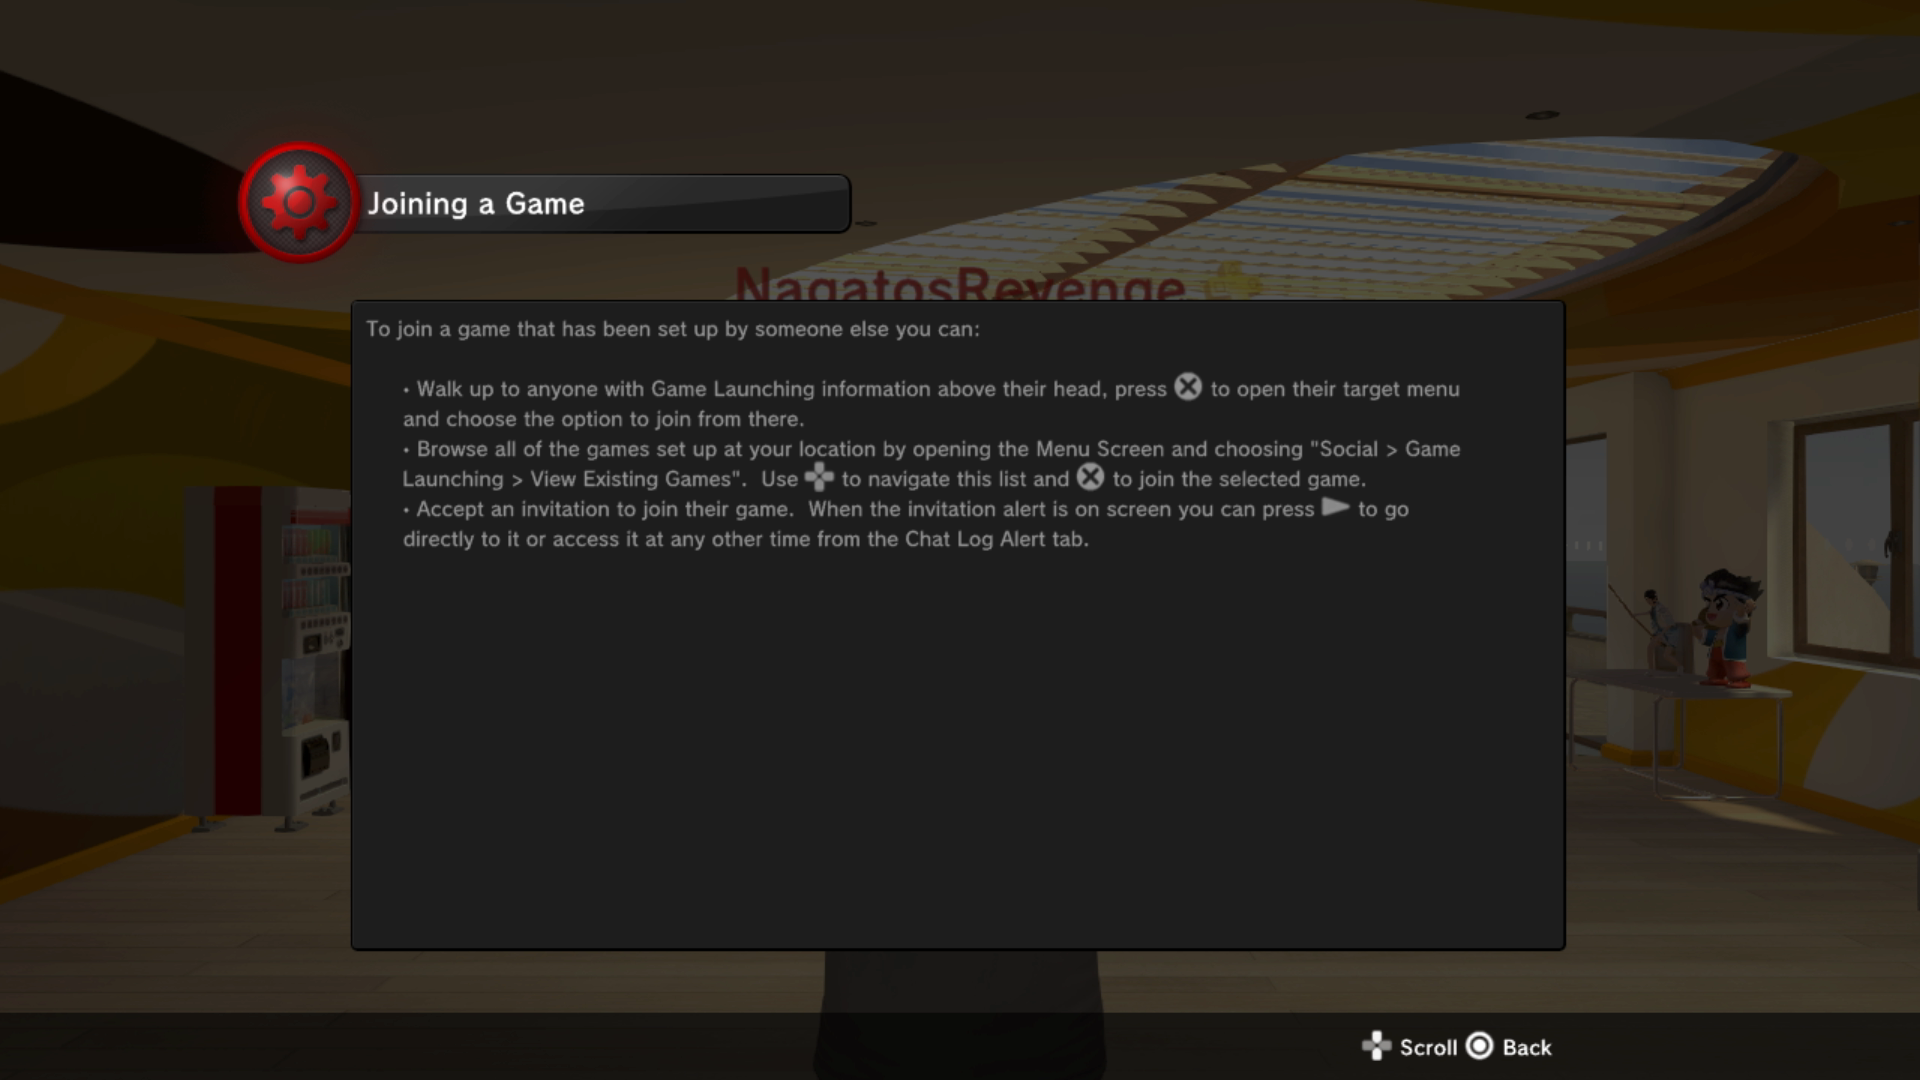 Joining a Game
NagatosRevenge
To join a game that has been set up by someone else you can:
• Walk up to anyone with Game Launching information above their head, press to open their target menu
and choose the option to join from there.
• Browse all of the games set up at your location by opening the Menu Screen and choosing "Social > Game
Launching > View Existing Games". Use to navigate this list and to join the selected game.
• Accept an invitation to join their game. When the invitation alert is on screen you can press to go
directly to it or access it at any other time from the Chat Log Alert tab.
Scroll Back